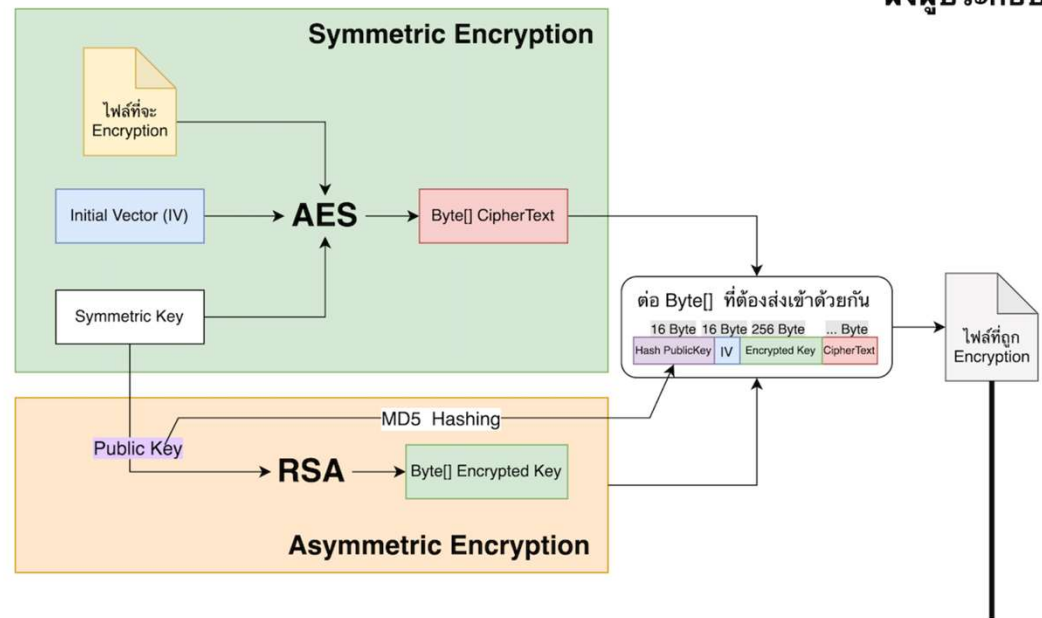 Symmetric Encryption
ไฟล์ที่จะ
Encryption
Initial Vector (IV)
AES
Byte[] CipherText
Symmetric Key
ต่อ Byte[] ที่ต้องส่งเข้าด้วยกัน
16 Byte 16 Byte 256 Byte ... Byte
Hash PublicKey IV Encrypted Key CipherText
ไฟล์ที่ถูก
Encryption
MD5 Hashing
Public Key
RSA
Byte[] Encrypted Key
Asymmetric Encryption